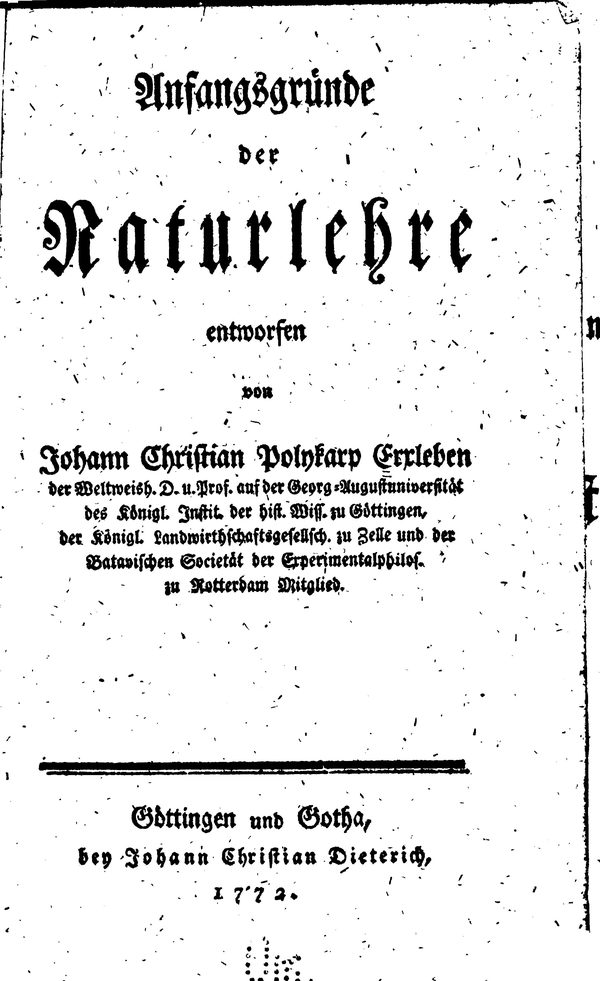 Anfangsgründe
der
Naturlehre
entworfen
von
Johann Christian Polykarp Erxleben
der Weltweish. D. u. Prof. auf der Georg-Augustuniversität
des Königl. Instit. der hist. Wiss. zu Göttingen,
der Königl. Landwirthschaftsgesellsch. zu Zelle und der
Batavischen Societät der Experimentalphilos.
zu Rotterdam Mitglied.
Göttingen und Gotha,
bey Johann Christian Dieterich,
1772.